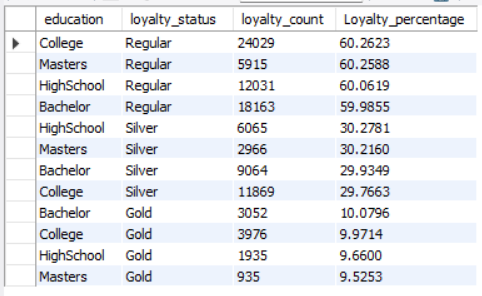 education loyalty_status loyalty_count Loyalty_percentage
College Regular 24029 60.2623
Masters Regular 5915 60.2588
HighSchool Regular 12031 60.0619
Bachelor Regular 18163 59.9855
HighSchool Silver 6065 30.2781
Masters Silver 2966 30.2160
Bachelor Silver 9064 29.9349
College Silver 11869 29.7663
Bachelor Gold 3052 10.0796
College Gold 3976 9.9714
HighSchool Gold 1935 9.6600
Masters Gold 935 9.5253